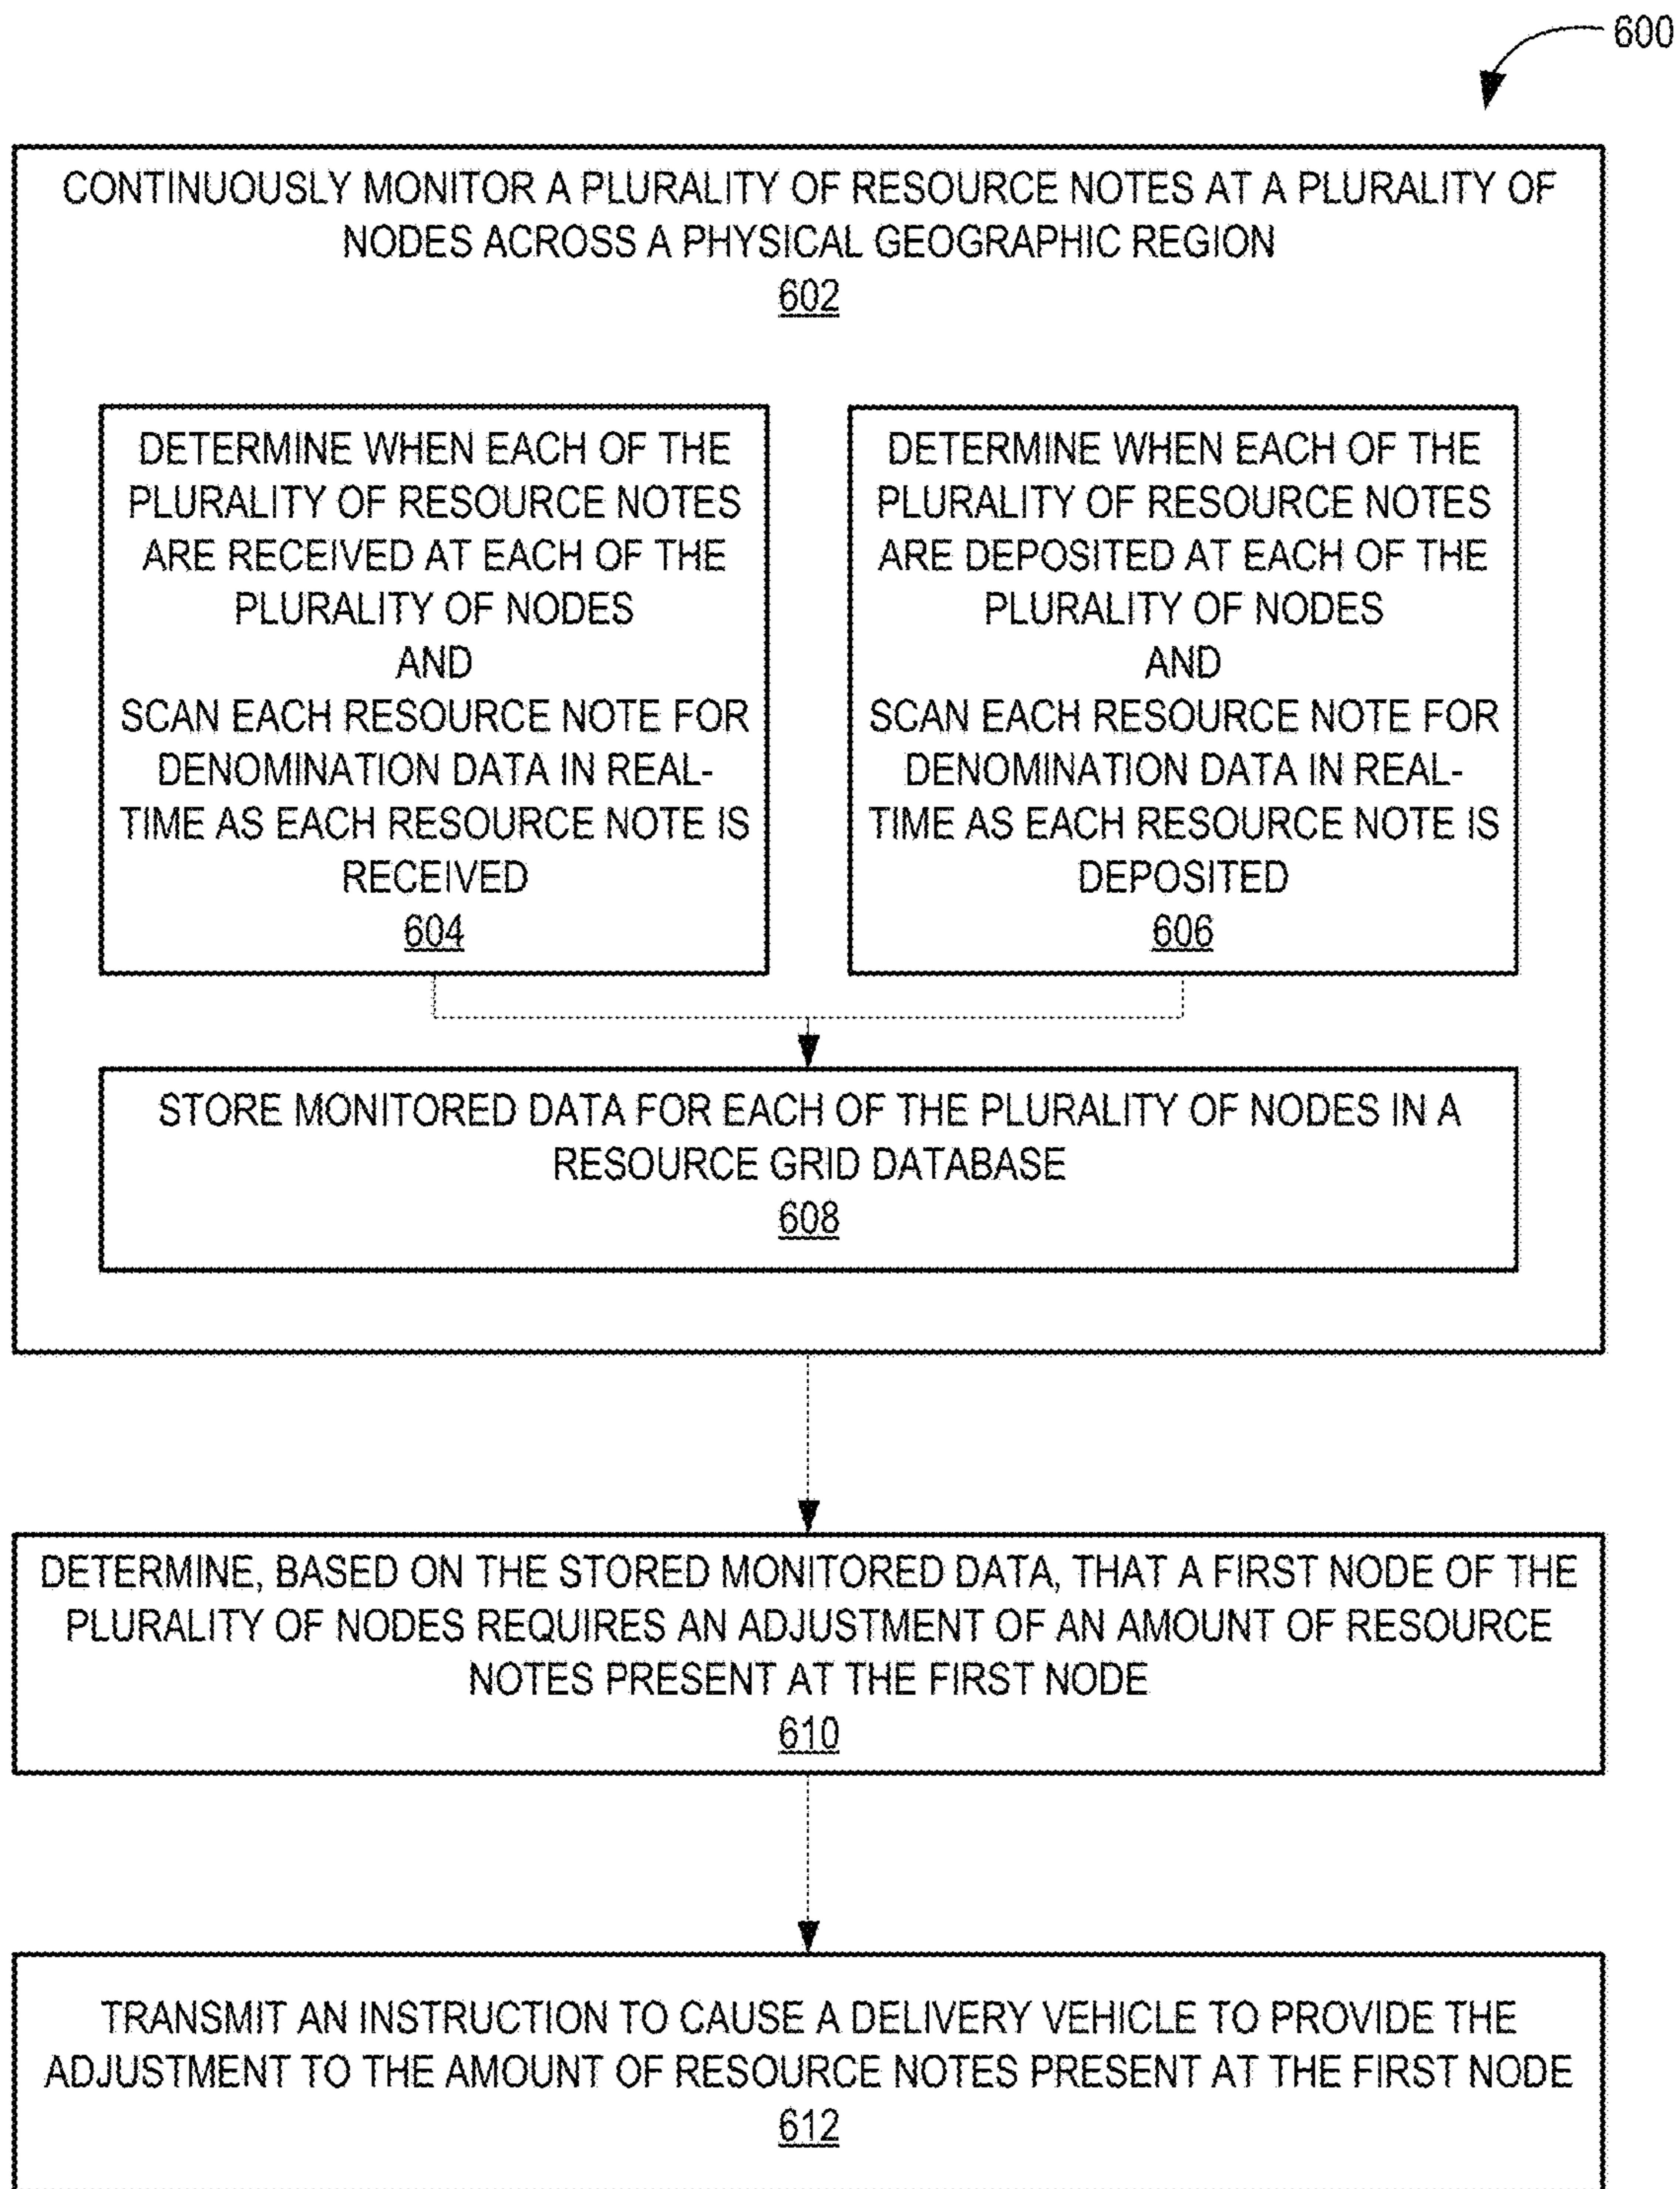 600
CONTINUOUSLY MONITOR A PLURALITY OF RESOURCE NOTES AT A PLURALITY OF
NODES ACROSS A PHYSICAL GEOGRAPHIC REGION
602
DETERMINE WHEN EACH OF THE
PLURALITY OF RESOURCE NOTES
ARE RECEIVED AT EACH OF THE
PLURALITY OF NODES
AND
SCAN EACH RESOURCE NOTE FOR
DENOMINATION DATA IN REAL-
TIME AS EACH RESOURCE NOTE IS
RECEIVED
604
DETERMINE WHEN EACH OF THE
PLURALITY OF RESOURCE NOTES
ARE DEPOSITED AT EACH OF THE
PLURALITY OF NODES
AND
SCAN EACH RESOURCE NOTE FOR
DENOMINATION DATA IN REAL-
TIME AS EACH RESOURCE NOTE IS
DEPOSITED
606
STORE MONITORED DATA FOR EACH OF THE PLURALITY OF NODES IN A
RESOURCE GRID DATABASE
608
DETERMINE, BASED ON THE STORED MONITORED DATA, THAT A FIRST NODE OF THE
PLURALITY OF NODES REQUIRES AN ADJUSTMENT OF AN AMOUNT OF RESOURCE
NOTES PRESENT AT THE FIRST NODE
610
TRANSMIT AN INSTRUCTION TO CAUSE A DELIVERY VEHICLE TO PROVIDE THE
ADJUSTMENT TO THE AMOUNT OF RESOURCE NOTES PRESENT AT THE FIRST NODE
612